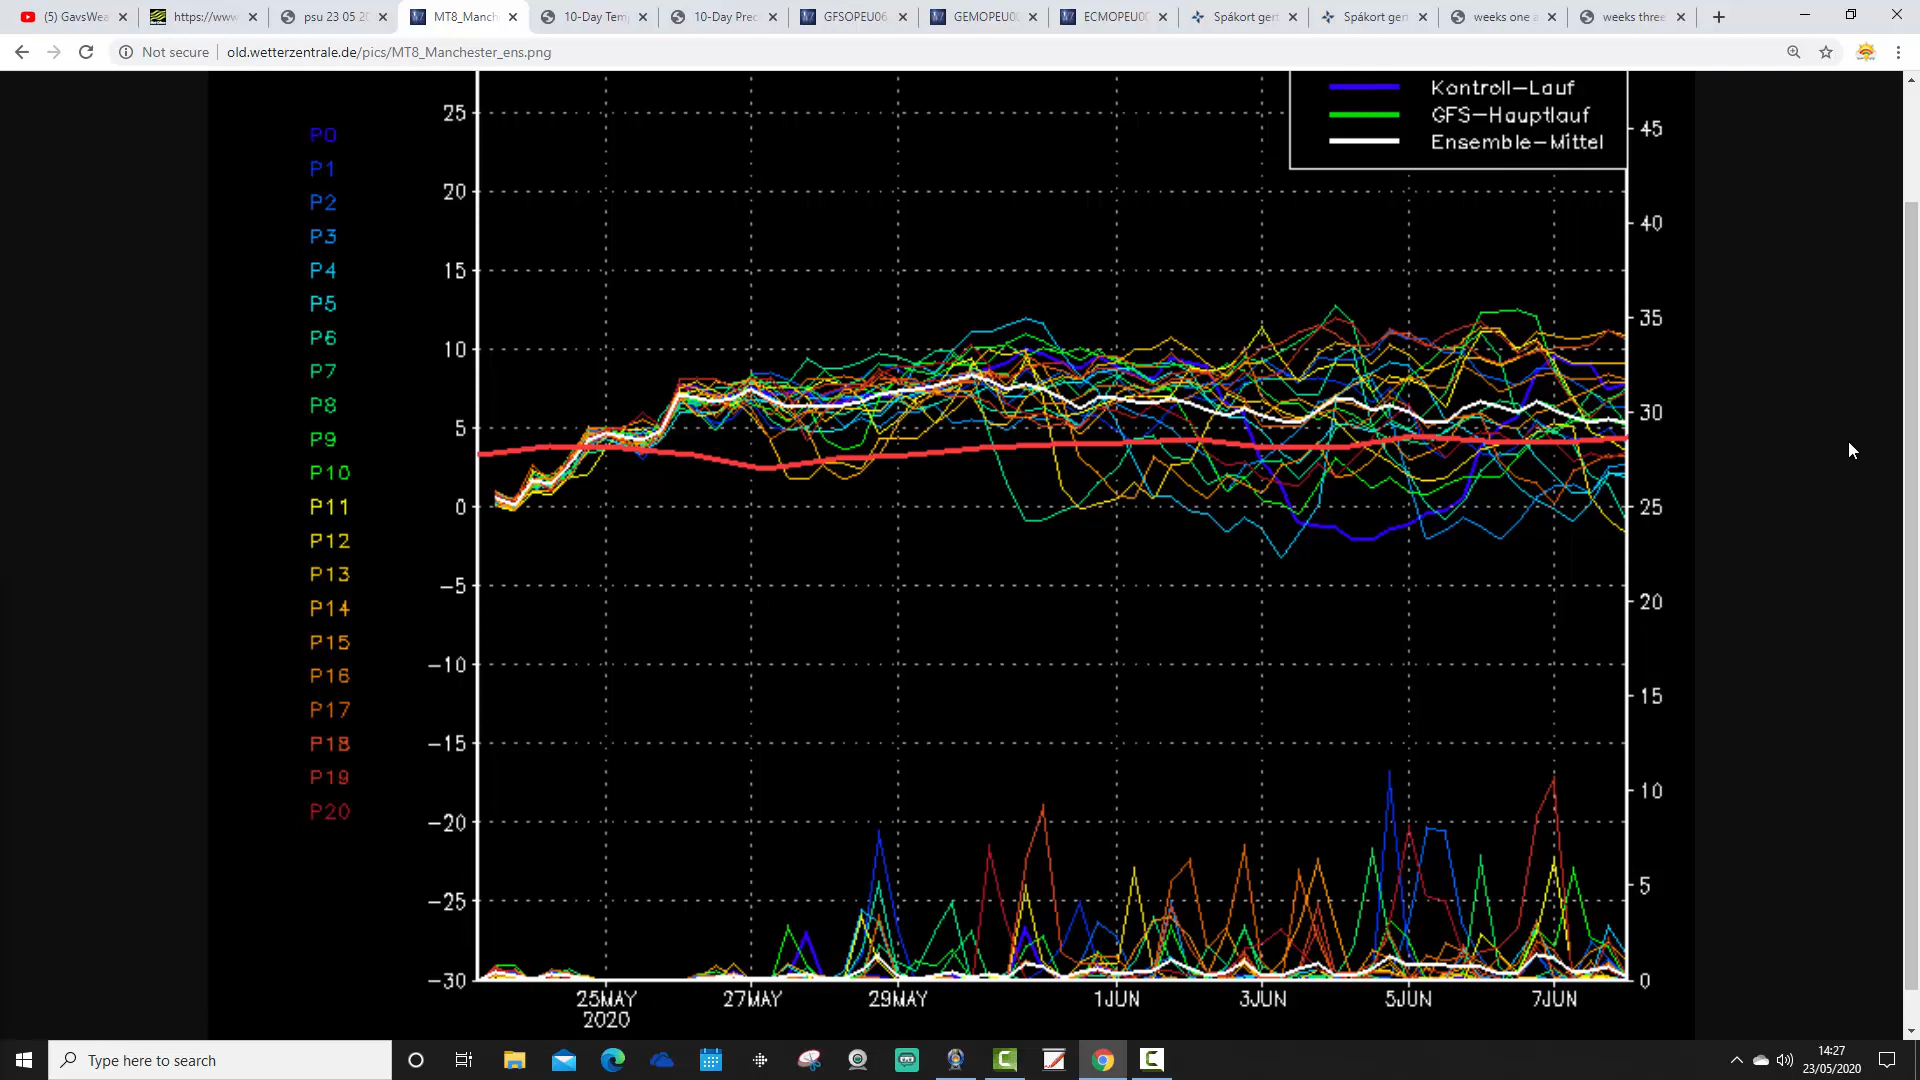 (5) GavsWea
https://www
psu 23 05 20
MT8_Manch
10-Day Tem
10-Day Prec
GFSOPEU06
GEMOPEU00
ECMOPEU00
Spákort gert
Spákort gert
weeks one a
weeks three
Not secure
old.wetterzentrale.de/pics/MT8_Manchester_ens.png
Kontroll-Lauf
GFS-Hauptlauf
Ensemble-Mittel
P0
P1
P2
P3
P4
P5
P6
P7
P8
P9
P10
P11
P12
P13
P14
P15
P16
P17
P18
P19
P20
25
20
15
10
5
0
-5
-10
-15
-20
-25
-30
45
40
35
30
25
20
15
10
5
0
25MAY
2020
27MAY
29MAY
1JUN
3JUN
5JUN
7JUN
Type here to search
14:27
23/05/2020